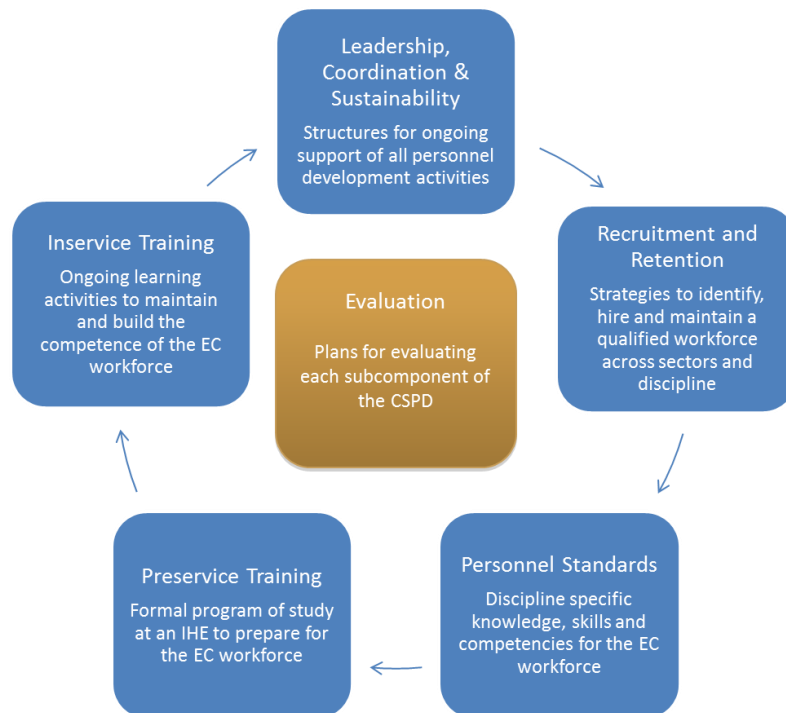 Leadership,
Coordination &
Sustainability
Structures for ongoing
support of all personnel
development activities
Recruitment and
Retention
Strategies to identify,
hire and maintain a
qualified workforce
across sectors and
discipline
Personnel Standards
Discipline specific
knowledge, skills and
competencies for the EC
workforce
Preservice Training
Formal program of study
at an IHE to prepare for
the EC workforce
Inservice Training
Ongoing learning
activities to maintain
and build the
competence of the EC
workforce
Evaluation
Plans for evaluating
each subcomponent of
the CSPD